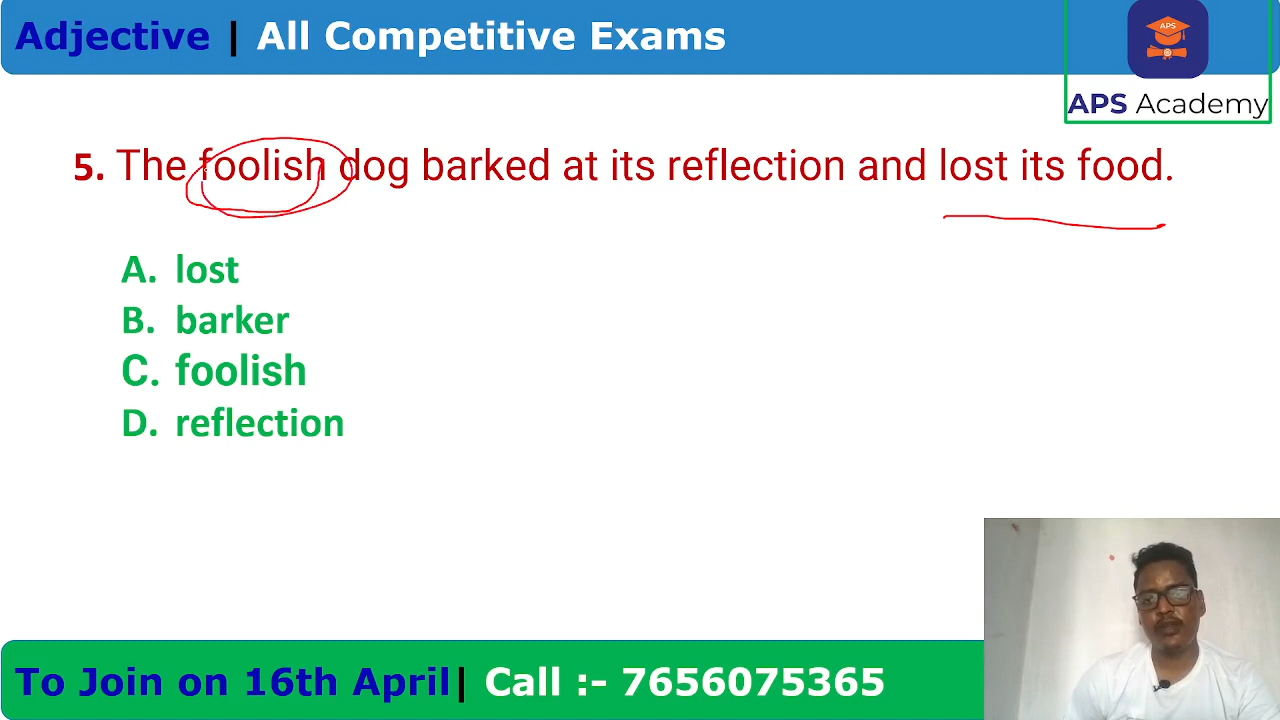 Adjective | All Competitive Exams
APS
APS Academy
5. The foolish dog barked at its reflection and lost its food.
A. lost
B. barker
C. foolish
D. reflection
To Join on 16th April| Call :- 7656075365